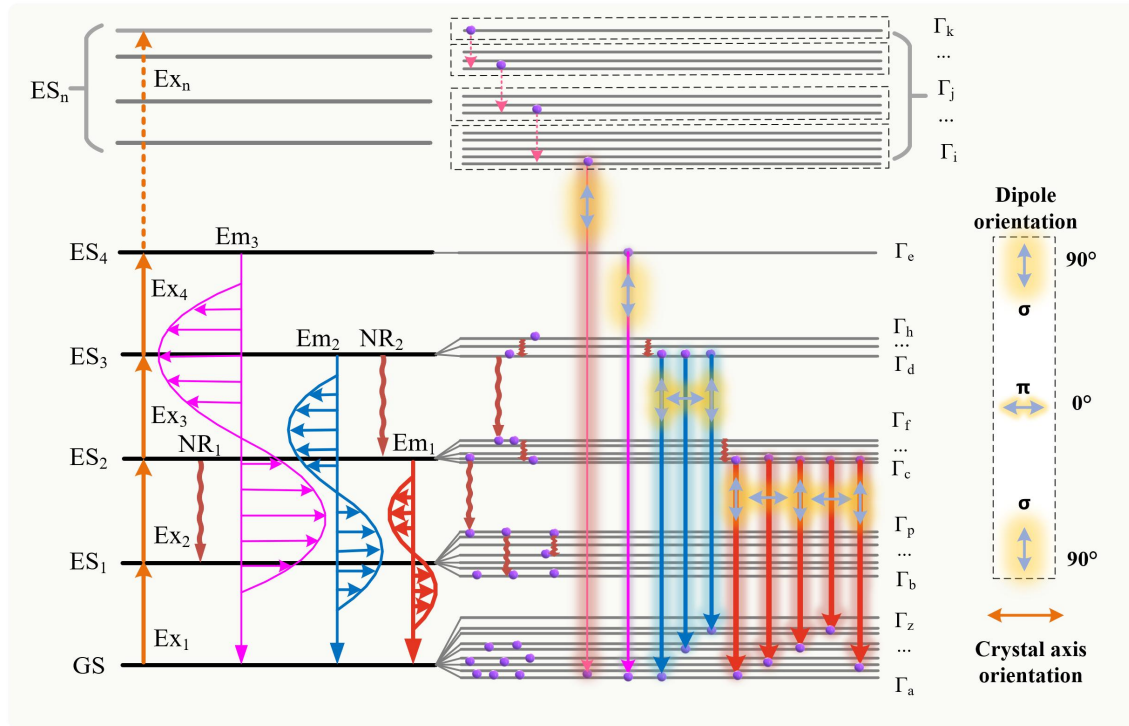 ESn
Exn
Γk
...
Γj
...
Γi
ES4
Em3
Γe
Ex4
ES3
Em2
NR2
Γh
...
Γd
Ex3
NR1
Em1
Γf
...
Γc
ES2
Ex2
Γp
...
Γb
ES1
Ex1
Γz
...
Γa
GS
Dipole
orientation
90°
σ
π
0°
σ
90°
Crystal axis
orientation